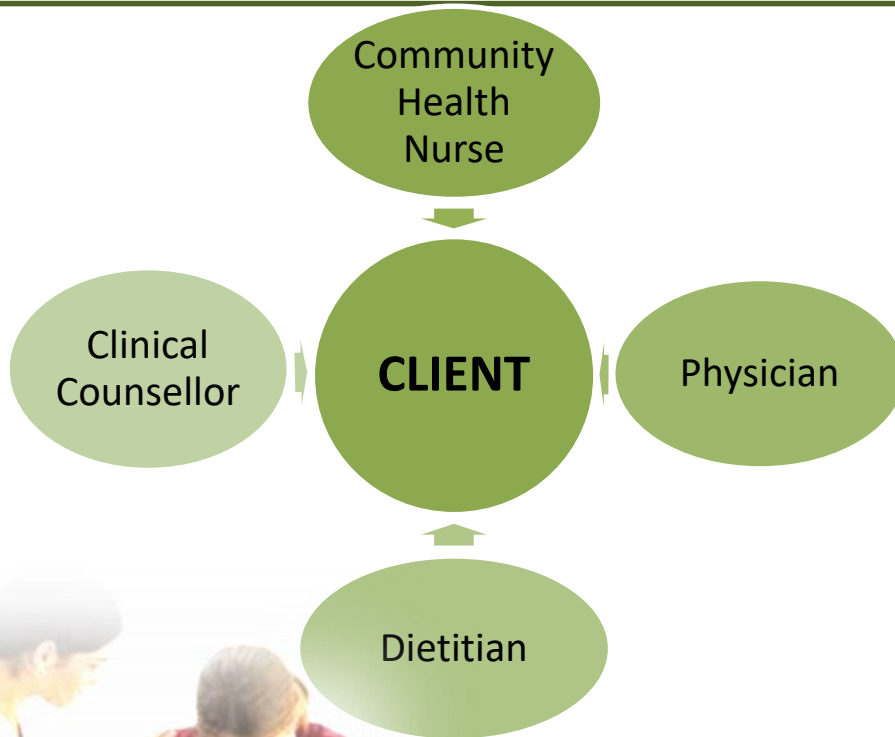 Community
Health
Nurse
Clinical
Counsellor
CLIENT
Physician
Dietitian